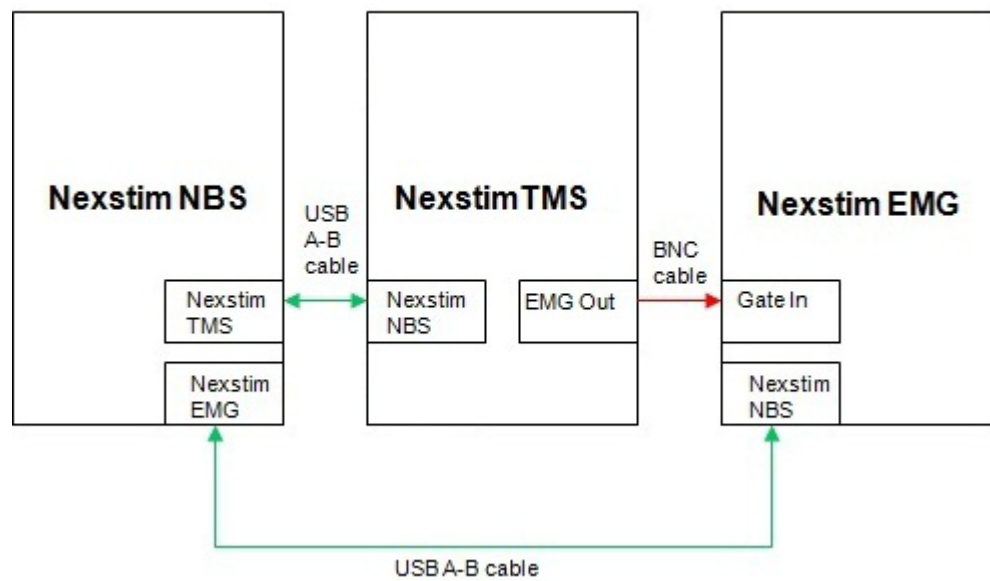 Nexstim NBS
Nexstim TMS
Nexstim EMG
USB
A-B
cable
BNC
cable
Nexstim
TMS
Nexstim
NBS
EMG Out
Gate In
Nexstim
EMG
Nexstim
NBS
USB A-B cable